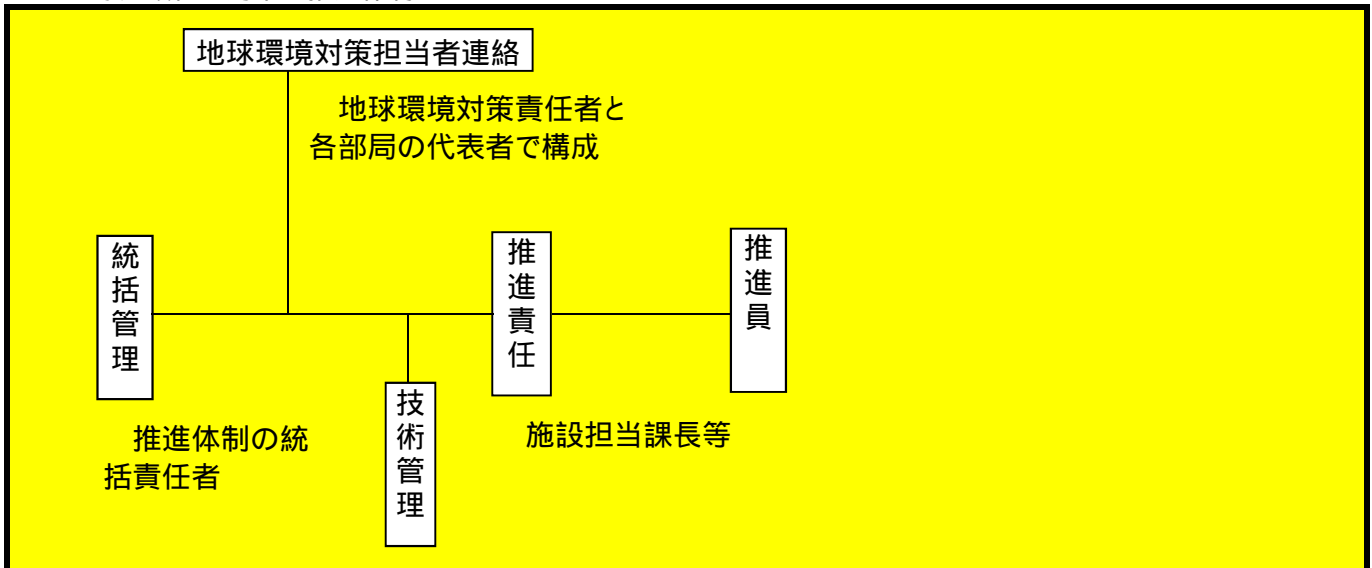 地球環境対策担当者連絡
地球環境対策責任者と
各部局の代表者で構成
統括管理
推進責任
推進員
技術管理
推進体制の統
括責任者
施設担当課長等